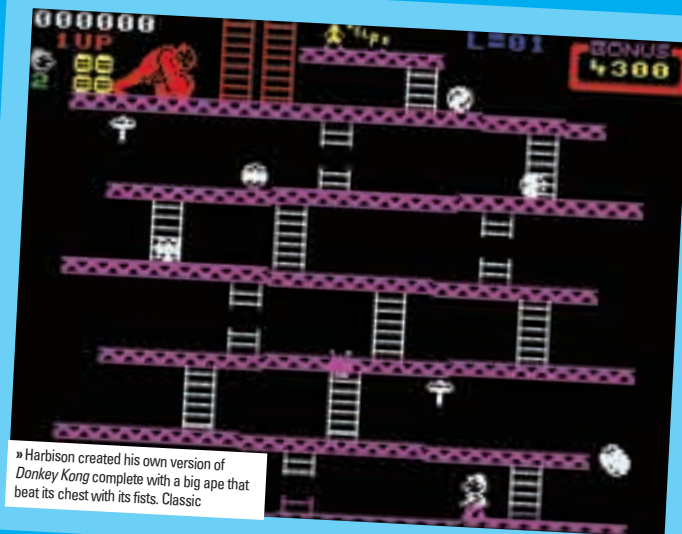 000000
1UP
L=01
BONUS
4300
2
» Harbison created his own version of
Donkey Kong complete with a big ape that
beat its chest with its fists. Classic